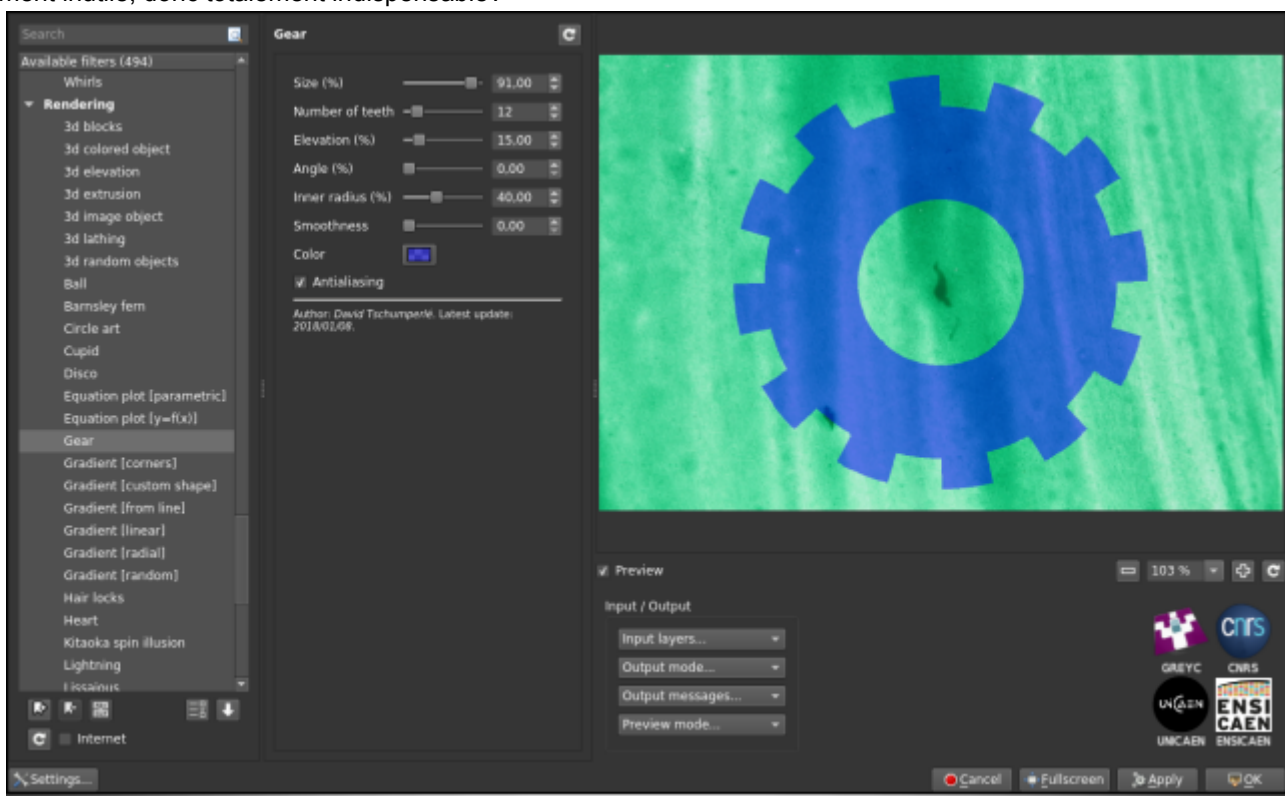 totalement indispensable?
Search
Available filters (494)
Whirls
Rendering
3d blocks
3d colored object
3d elevation
3d extrusion
3d image object
3d lathing
3d random objects
Ball
Barnsley fern
Circle art
Cupid
Disco
Equation plot [parametric]
Equation plot [y=f(x)]
Gear
Gradient [corners]
Gradient [custom shape]
Gradient [from line]
Gradient [linear]
Gradient [radial]
Gradient [random]
Hair locks
Heart
Kitaoka spin illusion
Lightning
Lissajous
Internet
Settings...
Gear
Size (%) 91,00
Number of teeth 12
Elevation (%) 15,00
Angle (%) 0,00
Inner radius (%) 40,00
Smoothness 0,00
Color
Antialiasing
Author: David Tschumperlé. Latest update:
2018/01/08.
Preview
103 %
Input / Output
Input layers...
Output mode...
Output messages...
Preview mode...
GREYC
cnrs
CNRS
UNICAEN
UNICAEN
ENSI
CAEN
ENSICAEN
Cancel
Fullscreen
Apply
OK